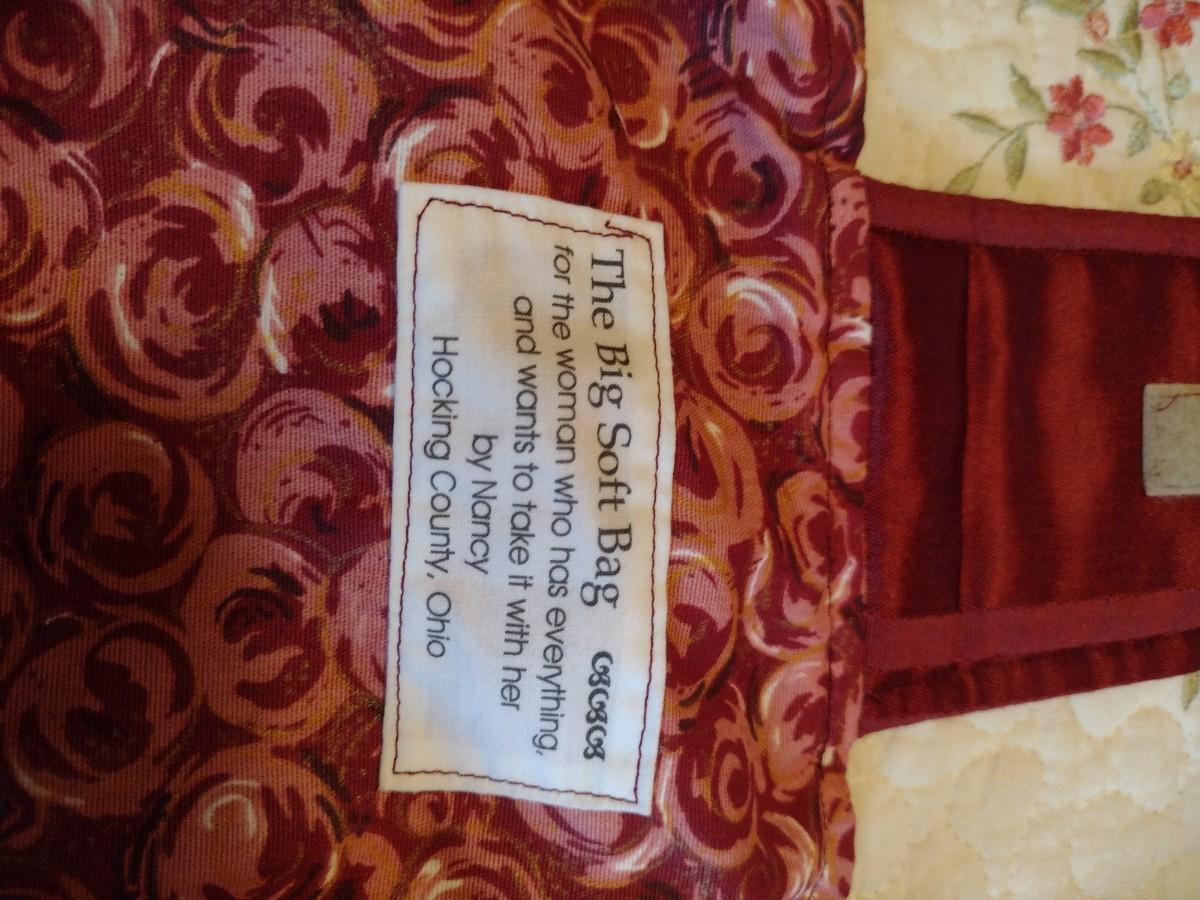 The Big Soft Bag
for the woman who has everything,
and wants to take it with her
by Nancy
Hocking County, Ohio